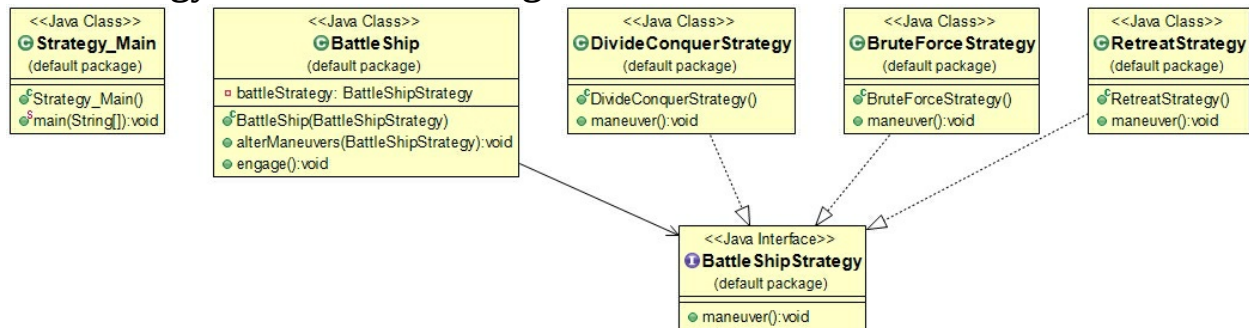 <<Java Class>>
Strategy_Main
(default package)
Strategy_Main()
main(String[]):void
<<Java Class>>
BattleShip
(default package)
battleStrategy: BattleShipStrategy
BattleShip(BattleShipStrategy)
alterManeuvers(BattleShipStrategy):void
engage():void
<<Java Class>>
DivideConquerStrategy
(default package)
DivideConquerStrategy()
maneuver():void
<<Java Class>>
BruteForceStrategy
(default package)
BruteForceStrategy()
maneuver():void
<<Java Class>>
RetreatStrategy
(default package)
RetreatStrategy()
maneuver():void
<<Java Interface>>
BattleShipStrategy
(default package)
maneuver():void